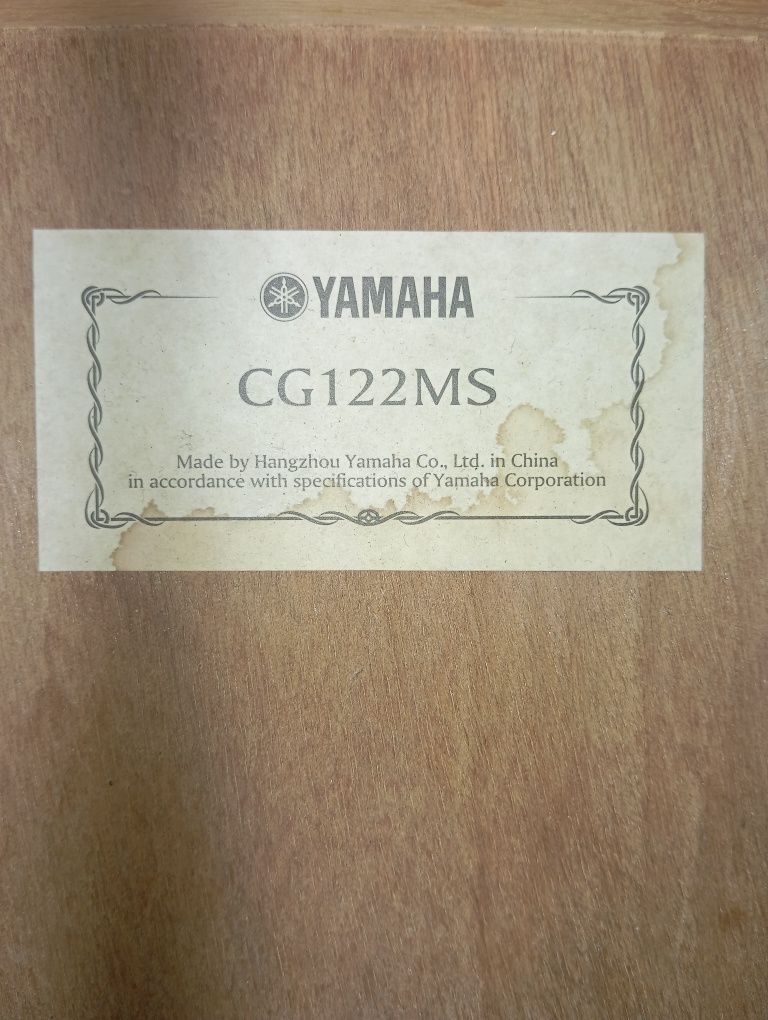 YAMAHA
CG122MS
Made by Hangzhou Yamaha Co., Ltd. in China
in accordance with specifications of Yamaha Corporation